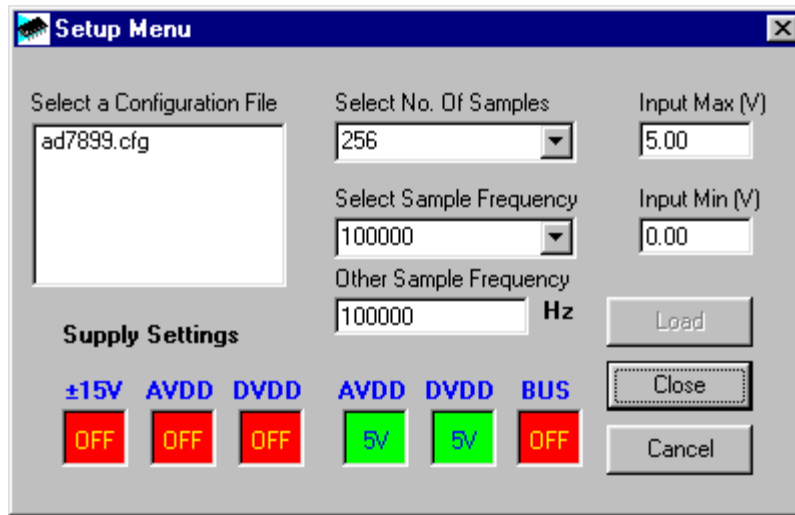 Setup Menu
Select a Configuration File
ad7899.cfg
Select No. Of Samples
256
Input Max (V)
5.00
Select Sample Frequency
100000
Input Min (V)
0.00
Other Sample Frequency
100000 Hz
Load
Supply Settings
±15V AVDD DVDD AVDD DVDD BUS
OFF OFF OFF 5V 5V OFF
Close
Cancel